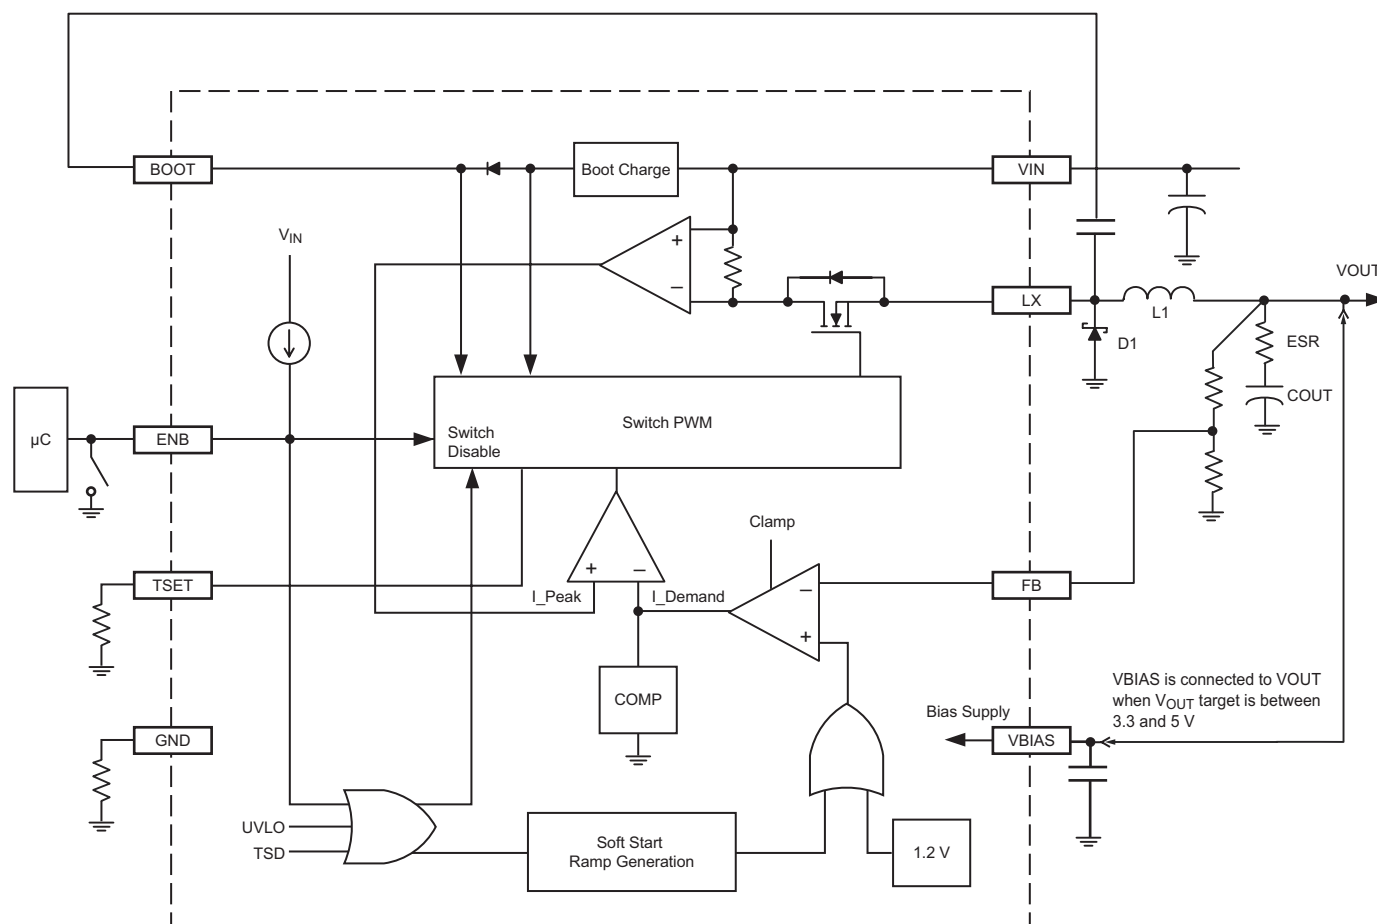 BOOT
Boot Charge
VIN
VIN
+
–
LX
L1
VOUT
D1
ESR
COUT
µC
ENB
Switch
Disable
Switch PWM
Clamp
TSET
+
–
I_Peak
I_Demand
–
+
FB
COMP
GND
Bias Supply
VBIAS
VBIAS is connected to VOUT
when VOUT target is between
3.3 and 5 V
UVLO
TSD
Soft Start
Ramp Generation
1.2 V